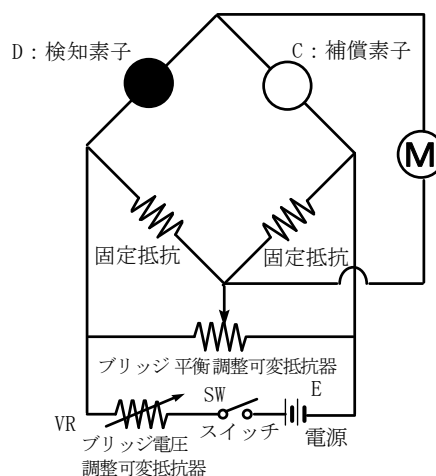 D：検知素子
C：補償素子
M
固定抵抗
固定抵抗
ブリッジ平衡調整可変抵抗器
SW
E
VR
スイッチ
電源
ブリッジ電圧
調整可変抵抗器